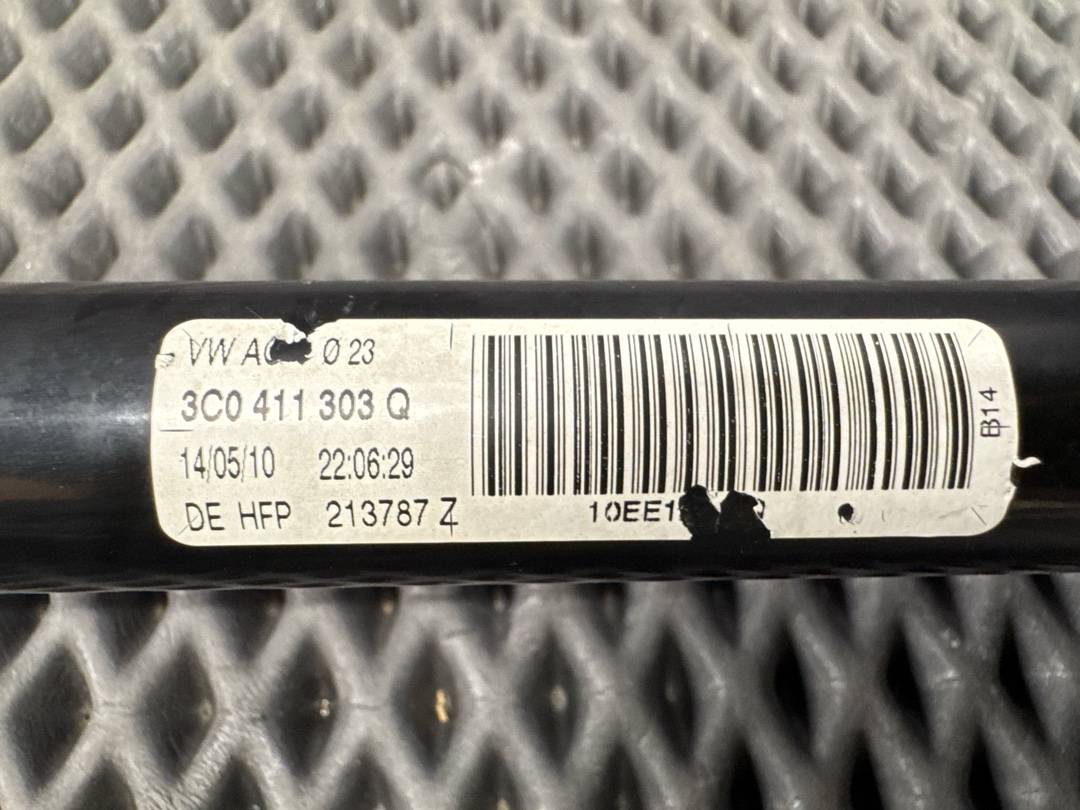 VW Ø 23
3C0 411 303 Q
14/05/10 22:06:29
DE HFP 213787 Z
B14